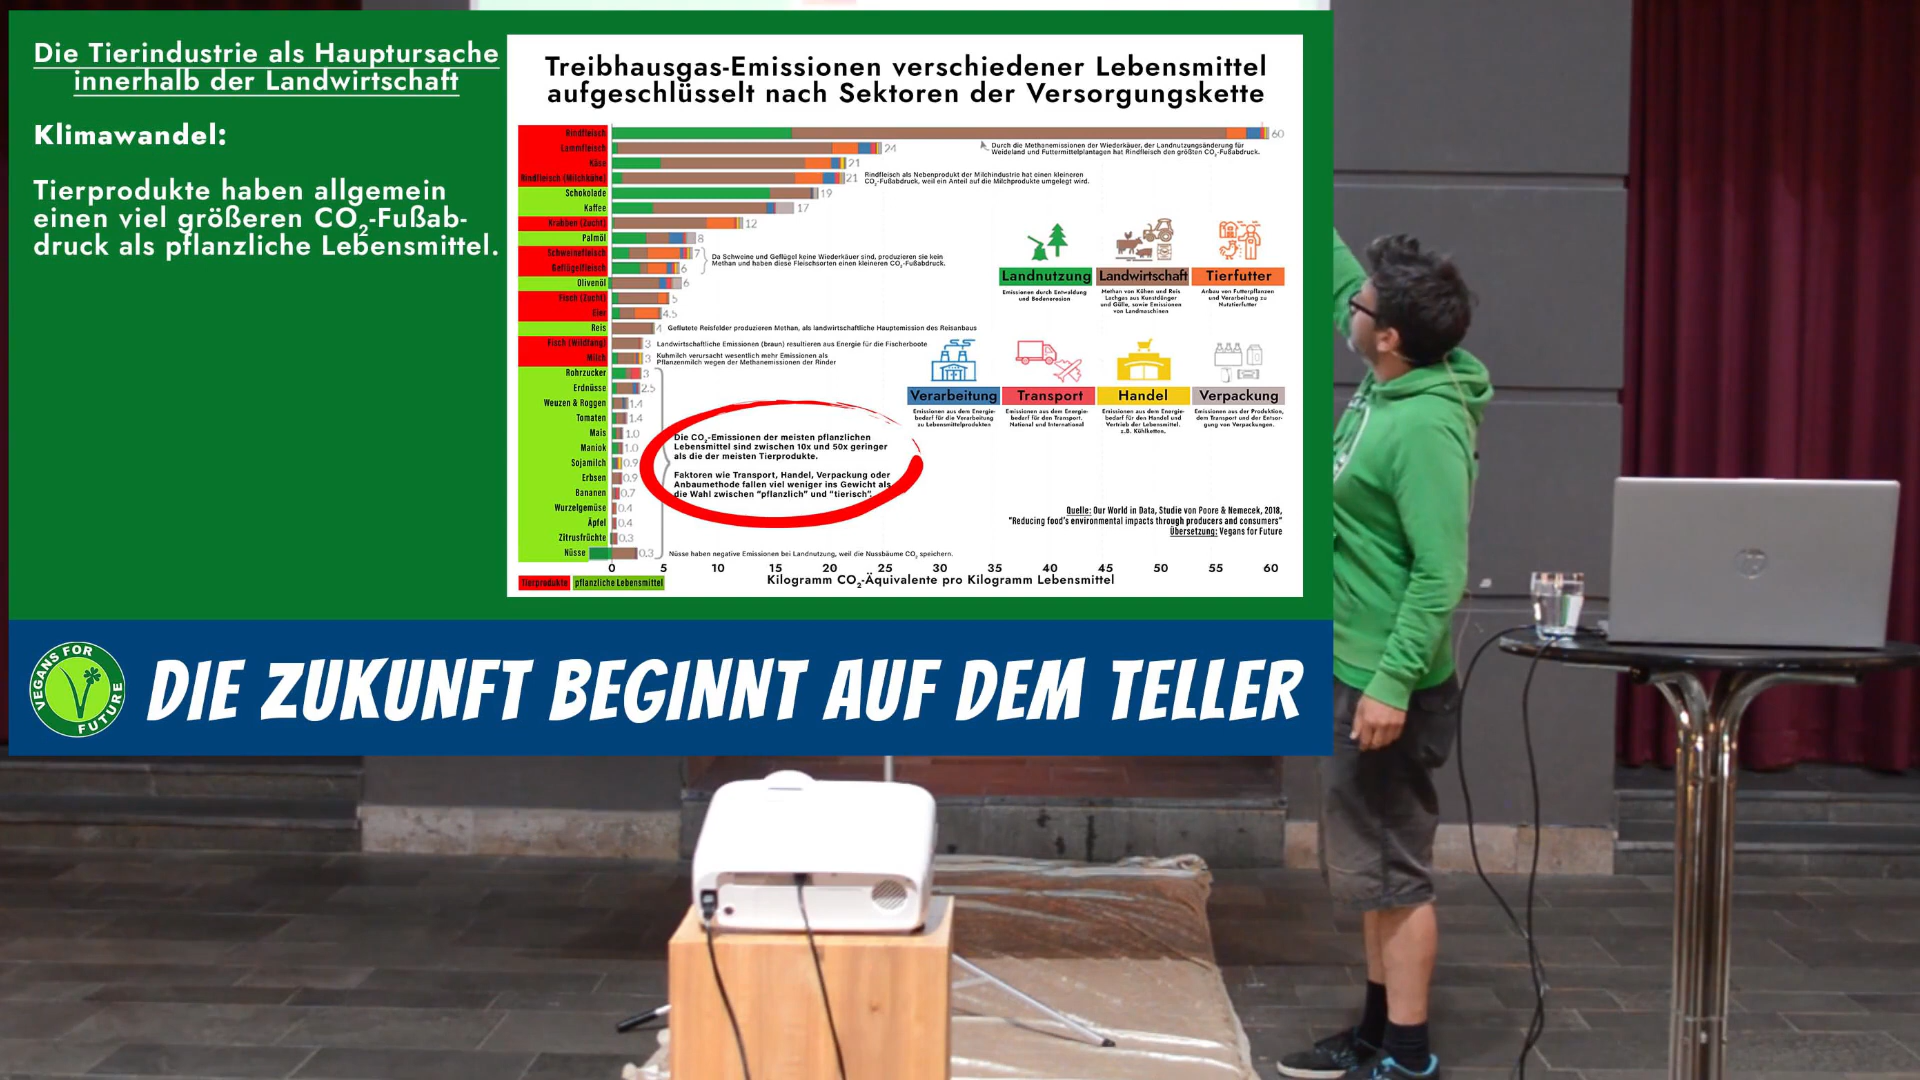 Die Tierindustrie als Hauptursache
innerhalb der Landwirtschaft
Klimawandel:
Tierprodukte haben allgemein
einen viel größeren CO₂-Fußab-
druck als pflanzliche Lebensmittel.
Treibhausgas-Emissionen verschiedener Lebensmittel
aufgeschlüsselt nach Sektoren der Versorgungskette
Rindfleisch 60
Durch die Methanemissionen der Wiederkäuer, der Landnutzungsänderung für
Weideland und Futtermittelplantagen hat Rindfleisch den größten CO₂-Fußabdruck.
Lammfleisch 24
Käse 21
Rindfleisch (Milchkühe) 21
Rindfleisch als Nebenprodukt der Milchindustrie hat einen kleineren
CO₂-Fußabdruck, weil ein Anteil auf die Milchprodukte umgelegt wird.
Schokolade 19
Kaffee 17
Krabben (Zucht) 12
Palmöl 8
Schweinefleisch 7
Geflügelfleisch 6
Da Schweine und Geflügel keine Wiederkäuer sind, produzieren sie kein
Methan und haben diese Fleischsorten einen kleineren CO₂-Fußabdruck.
Olivenöl 6
Fisch (Zucht) 5
Eier 4.5
Reis 4 Geflutete Reisfelder produzieren Methan, als landwirtschaftliche Hauptemission des Reisanbaus
Fisch (Wildfang) 3 Landwirtschaftliche Emissionen (braun) resultieren aus Energie für die Fischerboote
Milch 3 Kuhmilch verursacht wesentlich mehr Emissionen als
Pflanzenmilch wegen der Methanemissionen der Rinder
Rohrzucker 3
Erdnüsse 2.5
Weuzen & Roggen 1.4
Tomaten 1.4
Mais 1.0
Maniok 1.0
Sojamilch 0.9
Erbsen 0.9
Bananen 0.7
Wurzelgemüse 0.4
Äpfel 0.4
Zitrusfrüchte 0.3
Nüsse 0.3 Nüsse haben negative Emissionen bei Landnutzung, weil die Nussbäume CO₂ speichern.
Die CO₂-Emissionen der meisten pflanzlichen
Lebensmittel sind zwischen 10x und 50x geringer
als die der meisten Tierprodukte.
Faktoren wie Transport, Handel, Verpackung oder
Anbaumethode fallen viel weniger ins Gewicht als
die Wahl zwischen "pflanzlich" und "tierisch".
Landnutzung
Emissionen durch Entwaldung
und Bodenerosion
Landwirtschaft
Methan von Kühen und Reis
Lachgas aus Kunstdünger
und Gülle, sowie Emissionen
von Landmaschinen
Tierfutter
Anbau von Futterpflanzen
und Verarbeitung zu
Nutztierfutter
Verarbeitung
Emissionen aus dem Energie-
bedarf für die Verarbeitung
zu Lebensmittelprodukten
Transport
Emissionen aus dem Energie-
bedarf für den Transport.
National und International
Handel
Emissionen aus dem Energie-
bedarf für den Handel und
Vertrieb der Lebensmittel.
z.B. Kühlketten.
Verpackung
Emissionen aus der Produktion,
dem Transport und der Entsor-
gung von Verpackungen.
Quelle: Our World in Data, Studie von Poore & Nemecek, 2018,
"Reducing food's environmental impacts through producers and consumers"
Übersetzung: Vegans for Future
0 5 10 15 20 25 30 35 40 45 50 55 60
Tierprodukte pflanzliche Lebensmittel
Kilogramm CO₂-Äquivalente pro Kilogramm Lebensmittel
VEGANS FOR FUTURE
DIE ZUKUNFT BEGINNT AUF DEM TELLER